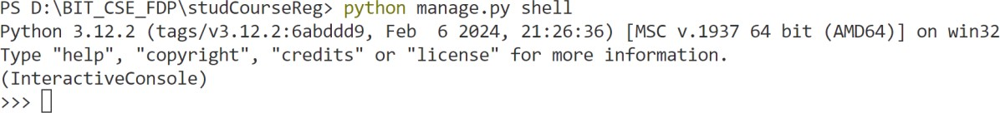 PS D:\BIT_CSE_FDP\studCourseReg> python manage.py shell
Python 3.12.2 (tags/v3.12.2:6abddd9, Feb  6 2024, 21:26:36) [MSC v.1937 64 bit (AMD64)] on win32
Type "help", "copyright", "credits" or "license" for more information.
(InteractiveConsole)
>>>